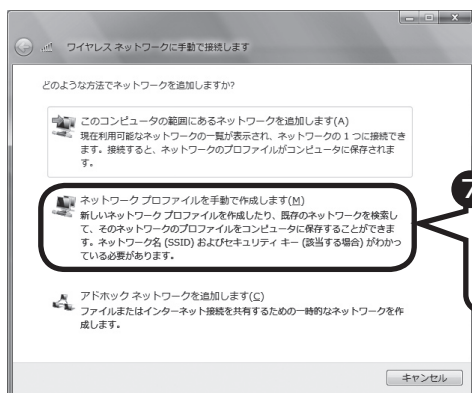 ワイヤレス ネットワークに手動で接続します
どのような方法でネットワークを追加しますか?
このコンピュータの範囲にあるネットワークを追加します(A)
現在利用可能なネットワークの一覧が表示され、ネットワークの 1 つに接続でき
ます。接続すると、ネットワークのプロファイルがコンピュータに保存されま
す。
ネットワーク プロファイルを手動で作成します(M)
新しいネットワーク プロファイルを作成したり、既存のネットワークを検索し
て、そのネットワークのプロファイルをコンピュータに保存することができま
す。ネットワーク名 (SSID) およびセキュリティ キー (該当する場合) がわかっ
ている必要があります。
7
アドホック ネットワークを追加します(C)
ファイルまたはインターネット接続を共有するための一時的なネットワークを作
成します。
キャンセル